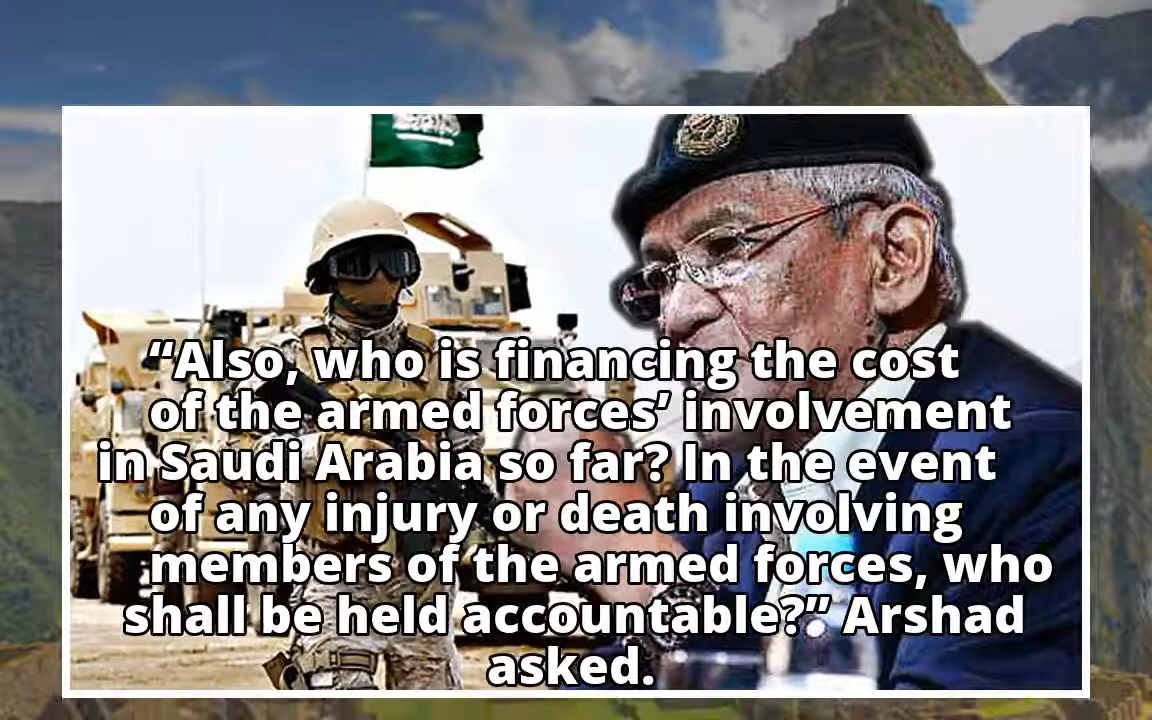 “Also, who is financing the cost
of the armed forces’ involvement
in Saudi Arabia so far? In the event
of any injury or death involving
members of the armed forces, who
shall be held accountable?” Arshad
asked.